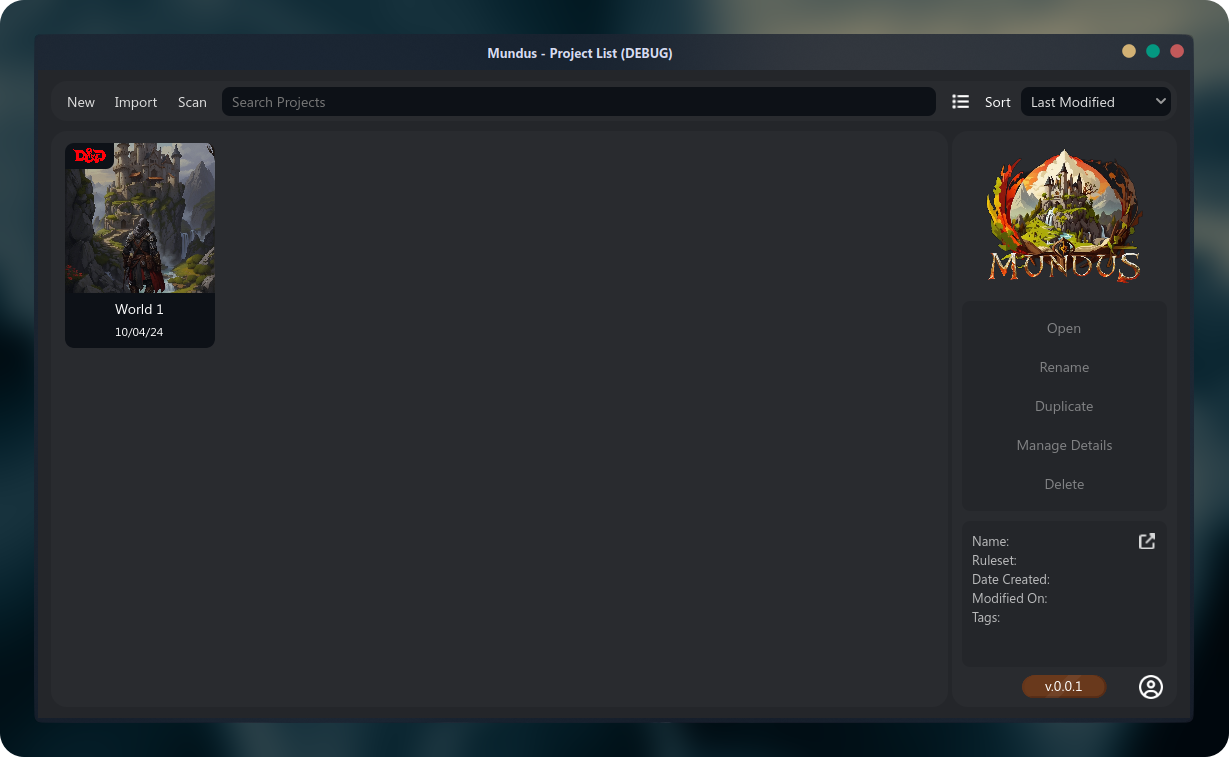 Mundus - Project List (DEBUG)
New Import Scan Search Projects Sort Last Modified
D&D
World 1
10/04/24
MUNDUS
Open
Rename
Duplicate
Manage Details
Delete
Name:
Ruleset:
Date Created:
Modified On:
Tags:
v.0.0.1